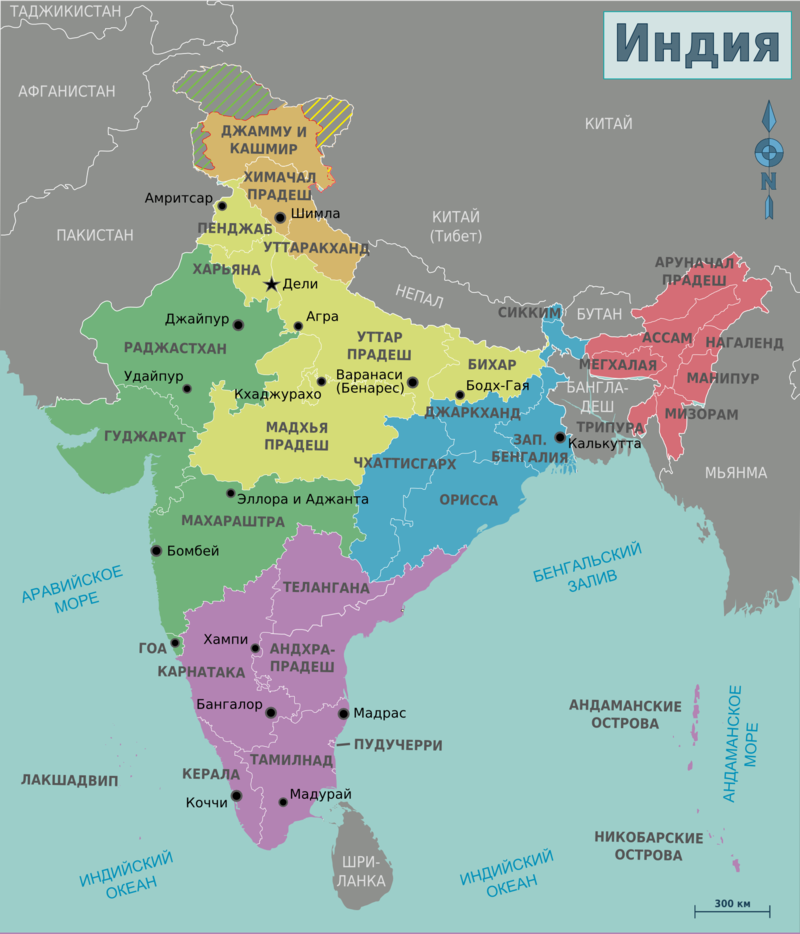 ТАДЖИКИСТАН
Индия
АФГАНИСТАН
КИТАЙ
ДЖАММУ И
КАШМИР
N
ХИМАЧАЛ
ПРАДЕШ
Амритсар
Шимла
КИТАЙ
(Тибет)
ПАКИСТАН
ПЕНДЖАБ
УТТАРАКХАНД
ХАРЬЯНА
Дели
АРУНАЧАЛ
ПРАДЕШ
НЕПАЛ
СИККИМ
БУТАН
Джайпур
Агра
УТТАР
ПРАДЕШ
АССАМ
НАГАЛЕНД
РАДЖАСТХАН
БИХАР
МЕГХАЛАЯ
МАНИПУР
Удайпур
Варанаси
(Бенарес)
Бодх-Гая
БАНГЛА-
ДЕШ
Кхаджурахо
ДЖАРКХАНД
МИЗОРАМ
ТРИПУРА
ГУДЖАРАТ
МАДХЬЯ
ПРАДЕШ
ЗАП.
БЕНГАЛИЯ
Калькутта
ЧХАТТИСГАРХ
МЬЯНМА
Эллора и Аджанта
ОРИССА
МАХАРАШТРА
Бомбей
БЕНГАЛЬСКИЙ
ЗАЛИВ
АРАВИЙСКОЕ
МОРЕ
ТЕЛАНГАНА
ГОА
Хампи
АНДХРА-
ПРАДЕШ
КАРНАТАКА
Бангалор
Мадрас
АНДАМАНСКИЕ
ОСТРОВА
АНДАМАНСКОЕ
МОРЕ
ПУДУЧЕРРИ
ТАМИЛНАД
ЛАКШАДВИП
КЕРАЛА
Коччи
Мадурай
НИКОБАРСКИЕ
ОСТРОВА
ИНДИЙСКИЙ
ОКЕАН
ШРИ-
ЛАНКА
ИНДИЙСКИЙ
ОКЕАН
300 км